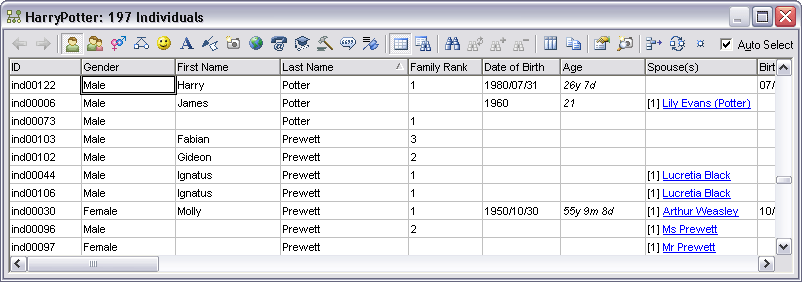 HarryPotter: 197 Individuals
Auto Select
ID Gender First Name Last Name Family Rank Date of Birth Age Spouse(s) Birt
ind00122 Male Harry Potter 1 1980/07/31 26y 7d 07/
ind00006 Male James Potter 1960 21 [1] Lily Evans (Potter)
ind00073 Male Potter 1
ind00103 Male Fabian Prewett 3
ind00102 Male Gideon Prewett 2
ind00044 Male Ignatus Prewett 1 [1] Lucretia Black
ind00106 Male Ignatus Prewett 1 [1] Lucretia Black
ind00030 Female Molly Prewett 1 1950/10/30 55y 9m 8d [1] Arthur Weasley 10/
ind00096 Male Prewett 2 [1] Ms Prewett
ind00097 Female Prewett [1] Mr Prewett